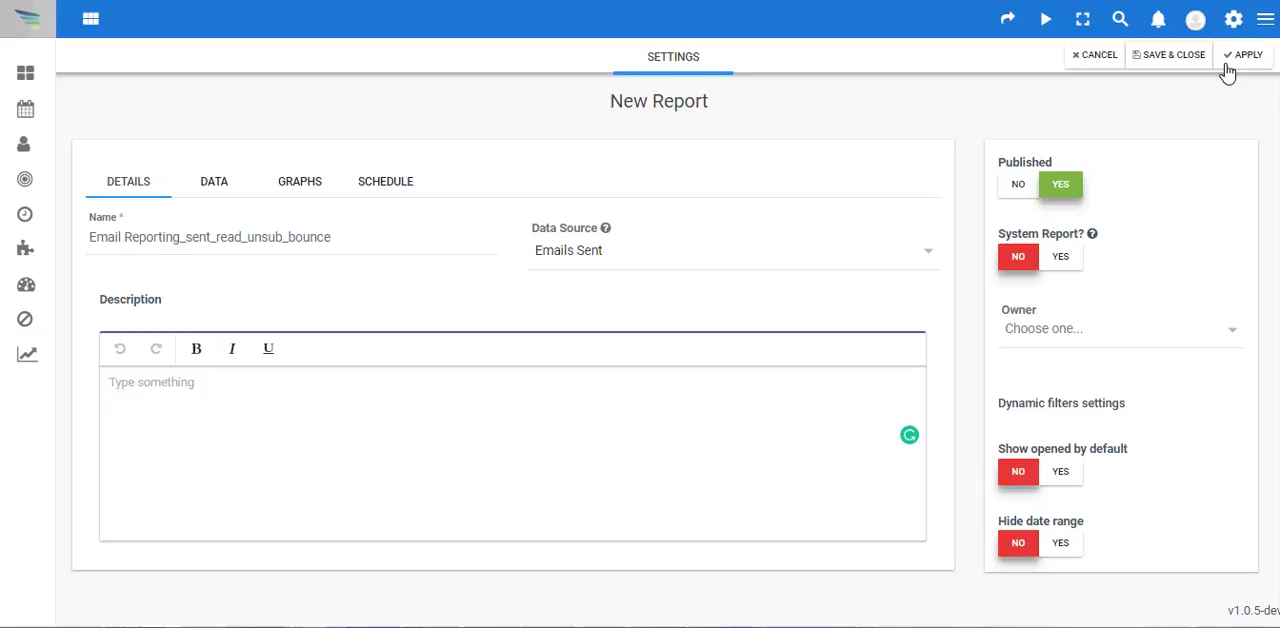 SETTINGS
CANCEL
SAVE & CLOSE
APPLY
New Report
DETAILS
DATA
GRAPHS
SCHEDULE
Name *
Email Reporting_sent_read_unsub_bounce
Data Source
Emails Sent
Description
B I U
Type something
Published
NO YES
System Report?
NO YES
Owner
Choose one...
Dynamic filters settings
Show opened by default
NO YES
Hide date range
NO YES
v1.0.5-dev